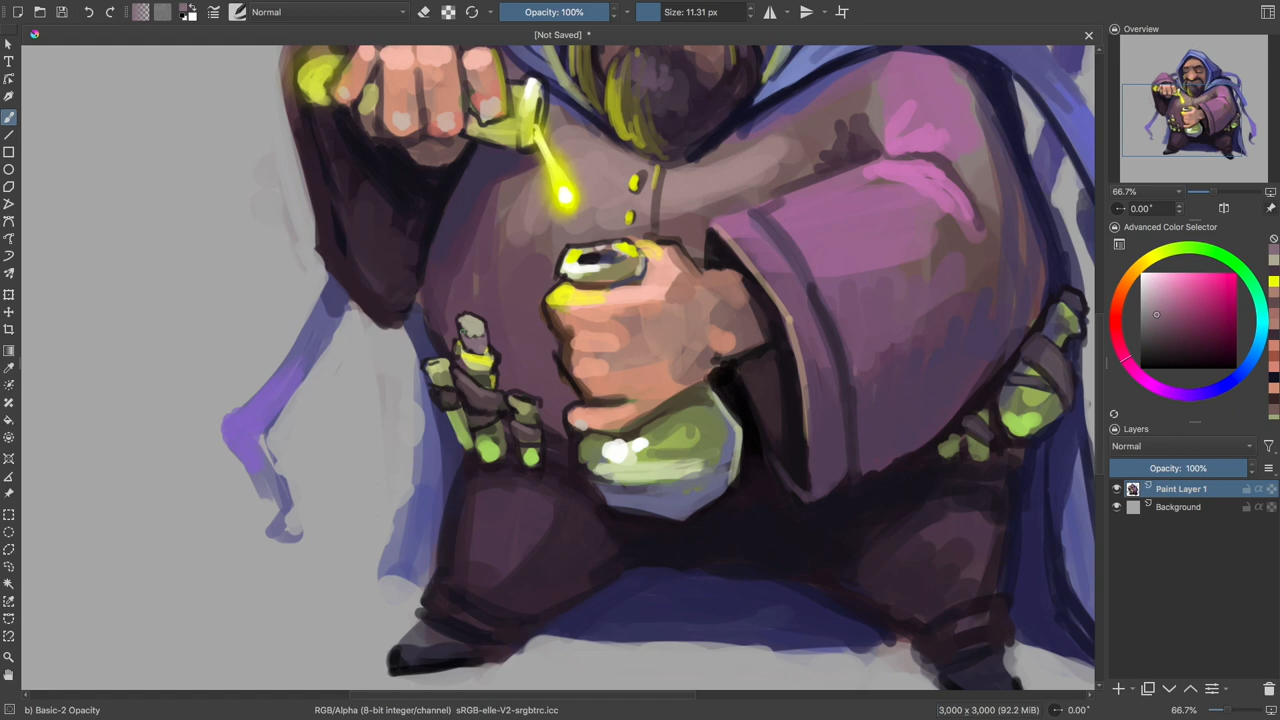 Normal
Opacity: 100%
Size: 11.31 px
[Not Saved] *
Overview
66.7%
0.00°
Advanced Color Selector
Layers
Normal
Opacity: 100%
Paint Layer 1
Background
b) Basic-2 Opacity
RGB/Alpha (8-bit integer/channel) sRGB-elle-V2-srgbtrc.icc
3,000 x 3,000 (92.2 MiB)
0.00°
66.7%